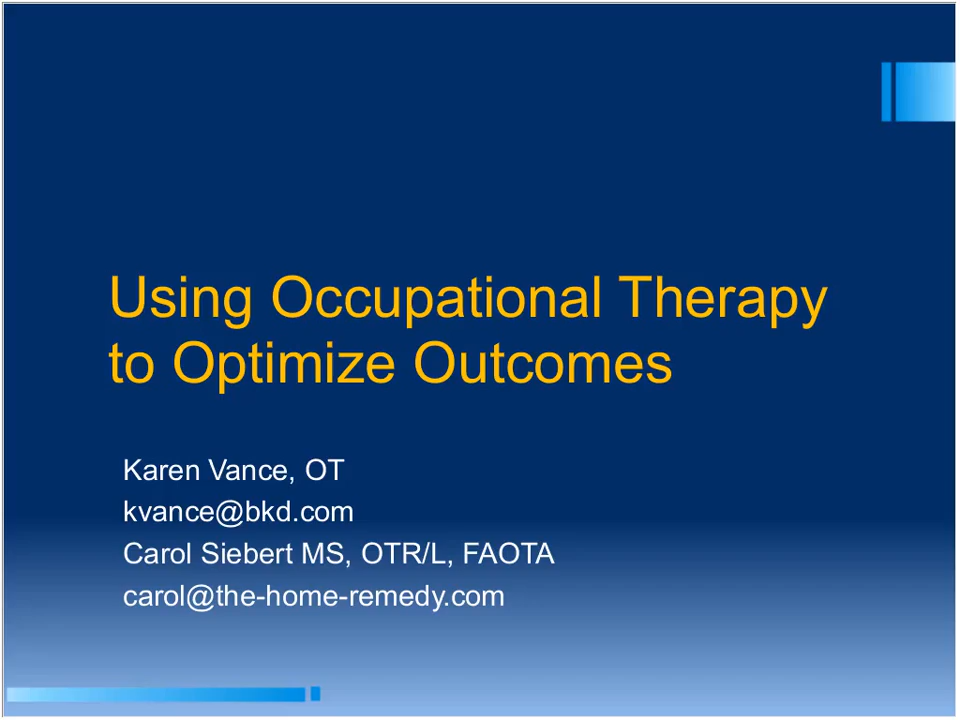 Using Occupational Therapy
to Optimize Outcomes
Karen Vance, OT
kvance@bkd.com
Carol Siebert MS, OTR/L, FAOTA
carol@the-home-remedy.com